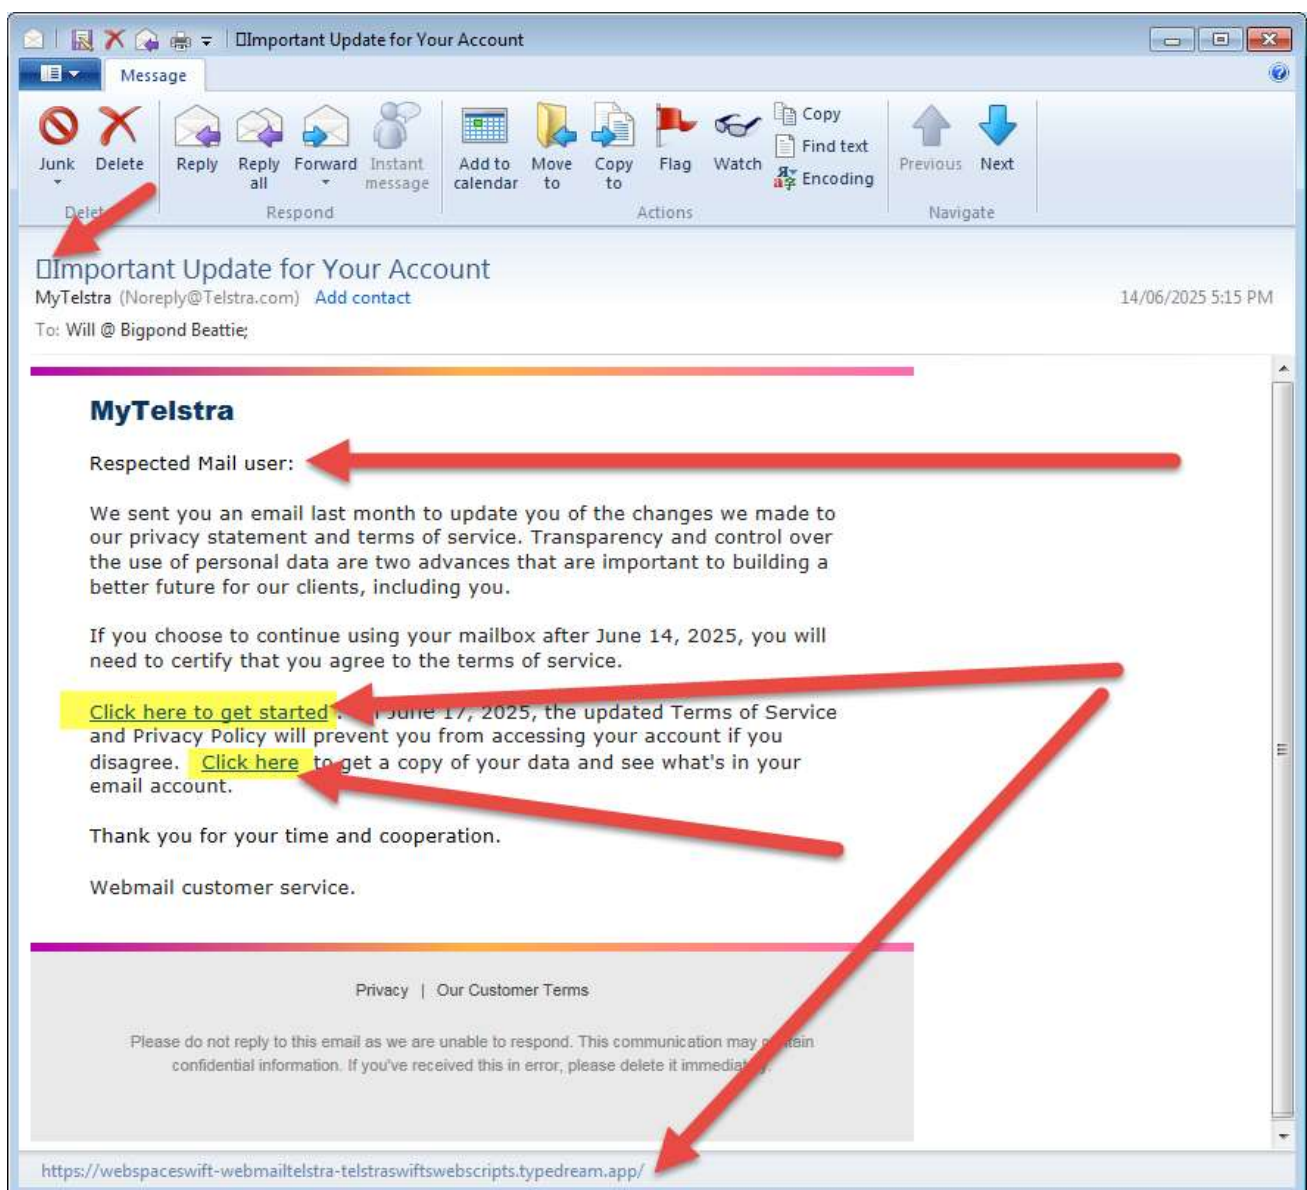 ▯Important Update for Your Account
Message
Junk
Delete
Reply
Reply all
Forward
Instant message
Add to calendar
Move to
Copy to
Flag
Watch
Copy
Find text
Encoding
Previous
Next
Respond
Actions
Navigate
▯Important Update for Your Account
MyTelstra (Noreply@Telstra.com) Add contact
14/06/2025 5:15 PM
To: Will @ Bigpond Beattie;
MyTelstra
Respected Mail user:
We sent you an email last month to update you of the changes we made to
our privacy statement and terms of service. Transparency and control over
the use of personal data are two advances that are important to building a
better future for our clients, including you.
If you choose to continue using your mailbox after June 14, 2025, you will
need to certify that you agree to the terms of service.
Click here to get started . June 17, 2025, the updated Terms of Service
and Privacy Policy will prevent you from accessing your account if you
disagree. Click here to get a copy of your data and see what's in your
email account.
Thank you for your time and cooperation.
Webmail customer service.
Privacy | Our Customer Terms
Please do not reply to this email as we are unable to respond. This communication may
confidential information. If you've received this in error, please delete it
https://webspaceswift-webmailtelstra-telstraswiftswebscripts.typedream.app/